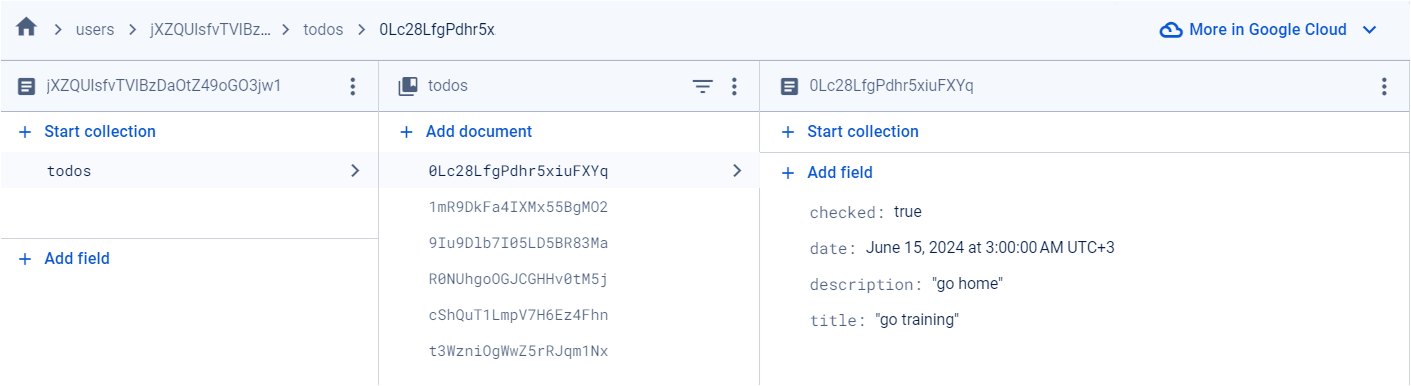 users jXZQUIsfvTVIBz... todos 0Lc28LfgPdhr5x More in Google Cloud
jXZQUIsfvTVIBzDaOtZ49oGO3jw1 todos 0Lc28LfgPdhr5xiuFXYq
+ Start collection + Add document + Start collection
todos 0Lc28LfgPdhr5xiuFXYq + Add field
1mR9DkFa4IXMx55BgMO2 checked: true
9Iu9Dlb7I05LD5BR83Ma date: June 15, 2024 at 3:00:00 AM UTC+3
+ Add field
R0NUhgoOGJCGHHv0tM5j description: "go home"
cShQuT1LmpV7H6Ez4Fhn title: "go training"
t3WzniOgWwZ5rRJqm1Nx